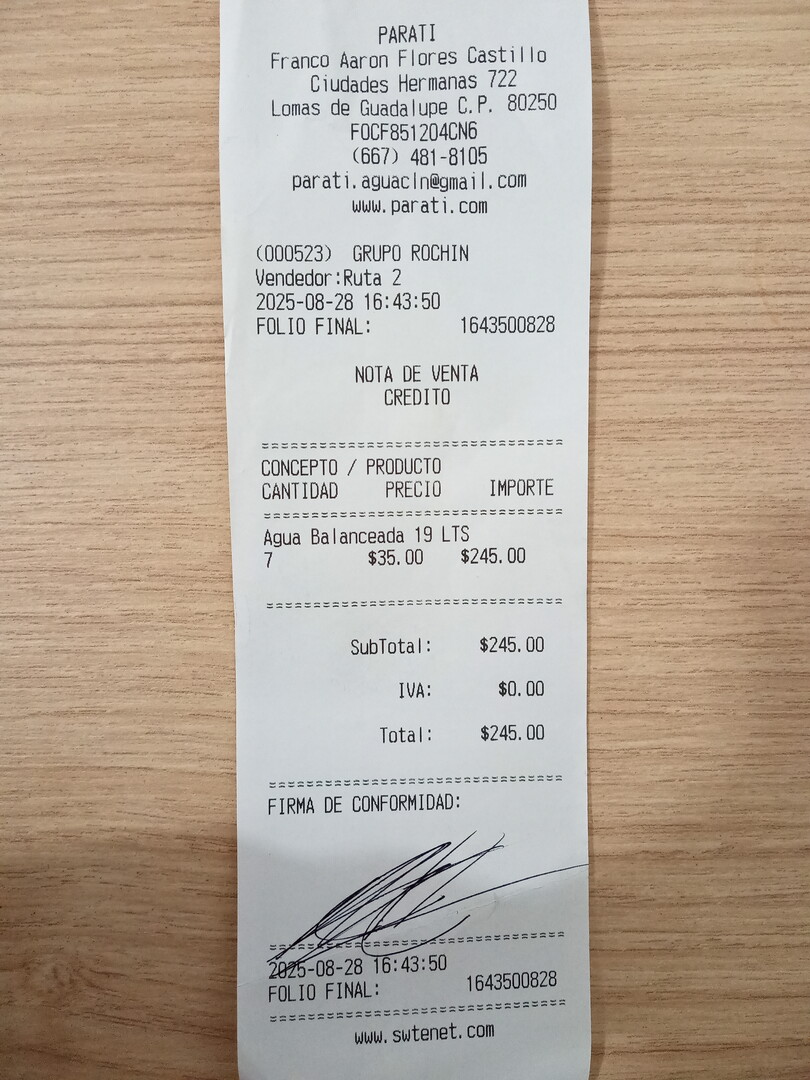 PARATI
Franco Aaron Flores Castillo
Ciudades Hermanas 722
Lomas de Guadalupe C.P. 80250
FOCF851204CN6
(667) 481-8105
parati.aguacln@gmail.com
www.parati.com
(000523) GRUPO ROCHIN
Vendedor:Ruta 2
2025-08-28 16:43:50
FOLIO FINAL: 1643500828
NOTA DE VENTA
CREDITO
==============================
CONCEPTO / PRODUCTO
CANTIDAD PRECIO IMPORTE
==============================
Agua Balanceada 19 LTS
7 $35.00 $245.00
==============================
SubTotal: $245.00
IVA: $0.00
Total: $245.00
==============================
FIRMA DE CONFORMIDAD:
==============================
2025-08-28 16:43:50
FOLIO FINAL: 1643500828
==============================
www.swtenet.com